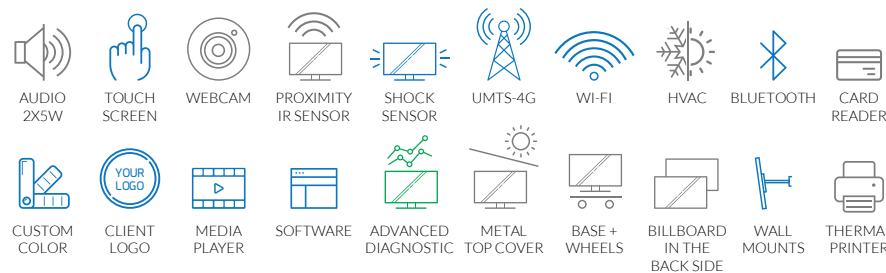 AUDIO
2X5W
TOUCH
SCREEN
WEBCAM
PROXIMITY
IR SENSOR
SHOCK
SENSOR
UMTS-4G
WI-FI
HVAC
BLUETOOTH
CARD
READER
YOUR
LOGO
CUSTOM
COLOR
CLIENT
LOGO
MEDIA
PLAYER
SOFTWARE
ADVANCED
DIAGNOSTIC
METAL
TOP COVER
BASE +
WHEELS
BILLBOARD
IN THE
BACK SIDE
WALL
MOUNTS
THERMA
PRINTER